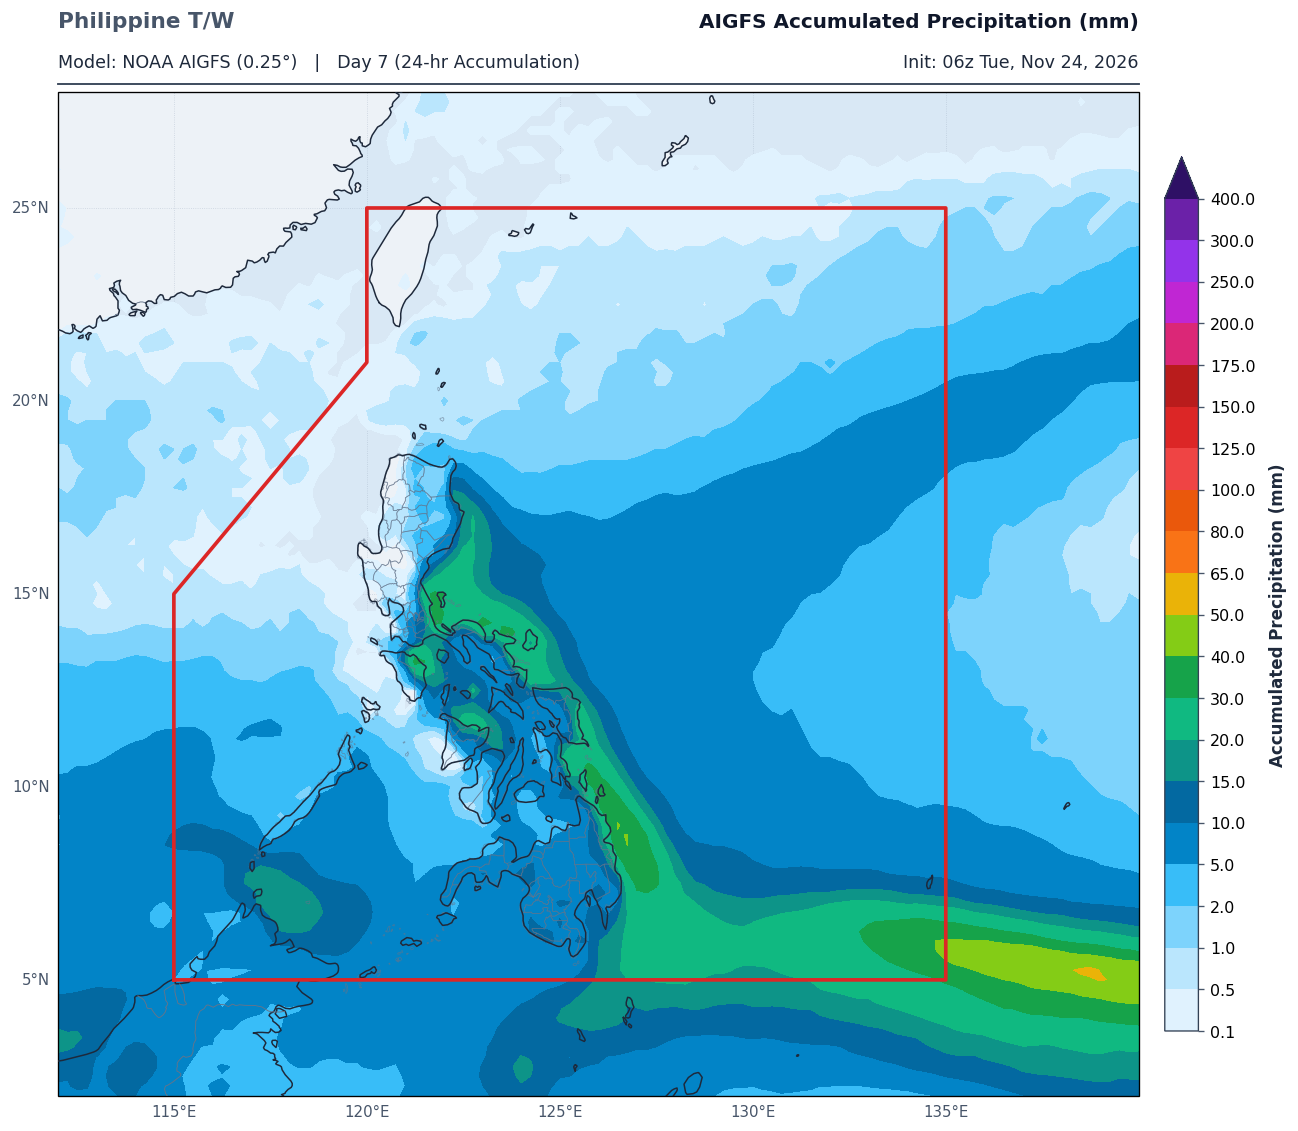 Philippine T/W
AIGFS Accumulated Precipitation (mm)
Model: NOAA AIGFS (0.25°) | Day 7 (24-hr Accumulation)
Init: 06z Tue, Nov 24, 2026
25°N
20°N
15°N
10°N
5°N
115°E
120°E
125°E
130°E
135°E
400.0
300.0
250.0
200.0
175.0
150.0
125.0
100.0
80.0
65.0
50.0
40.0
30.0
20.0
15.0
10.0
5.0
2.0
1.0
0.5
0.1
Accumulated Precipitation (mm)